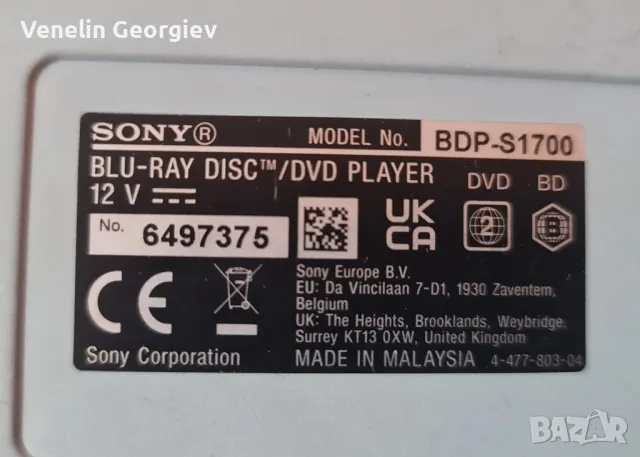 Venelin Georgiev
SONY® MODEL No. BDP-S1700
BLU-RAY DISC™/DVD PLAYER
12 V
DVD BD
No. 6497375
UK
CA
2
B
CE
Sony Europe B.V.
EU: Da Vincilaan 7-D1, 1930 Zaventem,
Belgium
UK: The Heights, Brooklands, Weybridge,
Surrey KT13 0XW, United Kingdom
Sony Corporation
MADE IN MALAYSIA 4-477-803-04
BAZAR